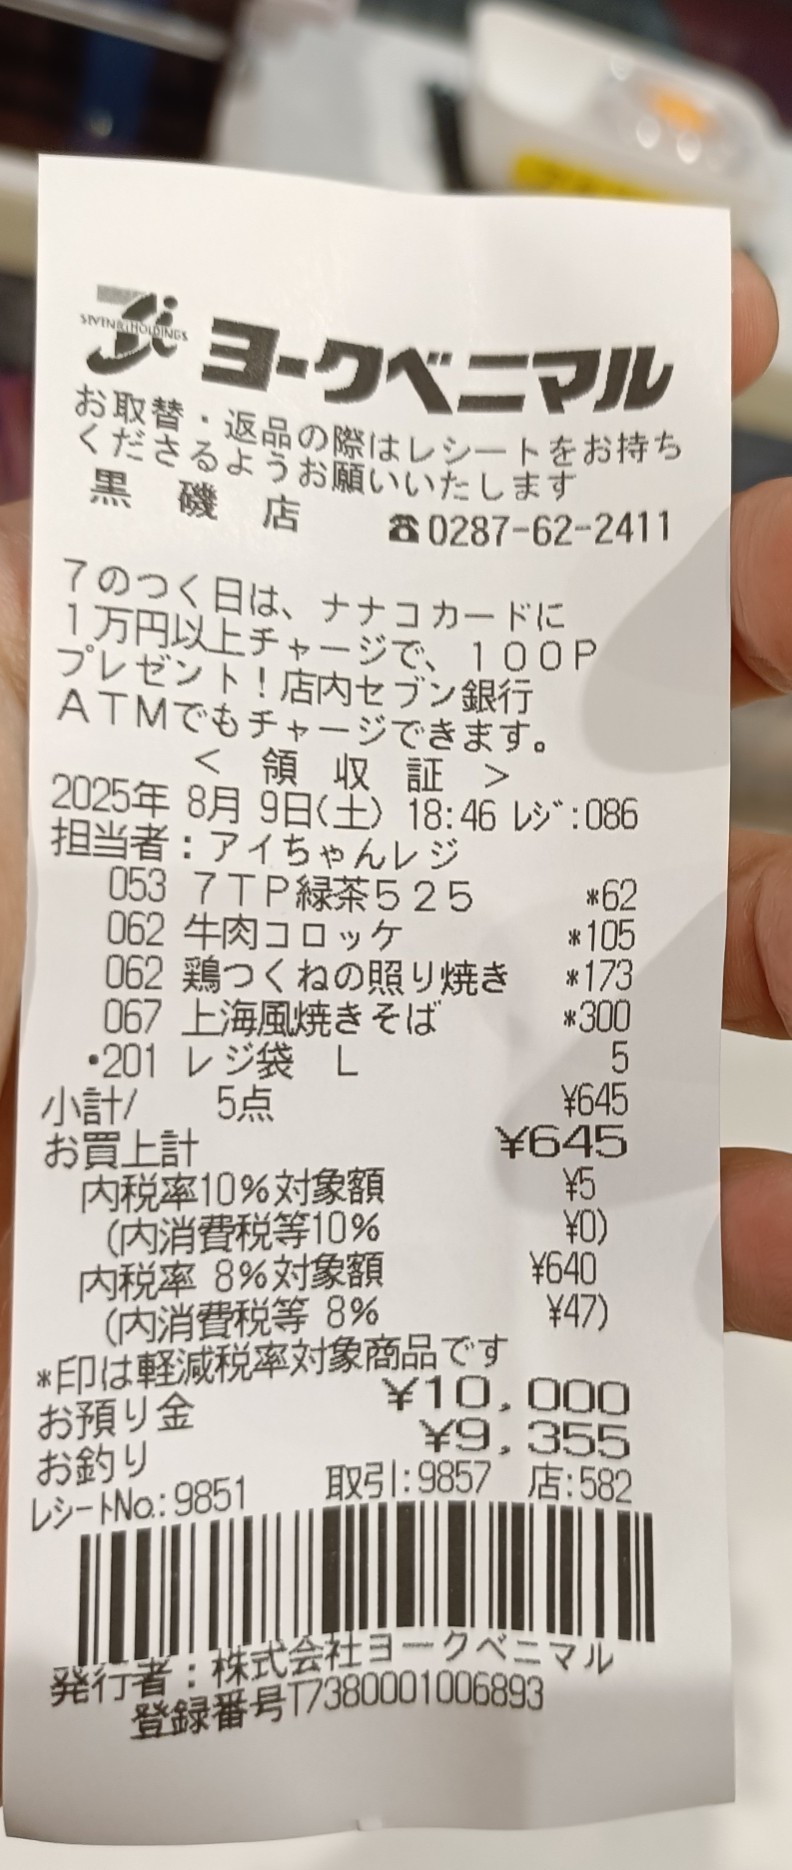 SEVEN&i HOLDINGS
ヨークベニマル
お取替・返品の際はレシートをお持ち
くださるようお願いいたします
黒 磯 店 ☎0287-62-2411
7のつく日は、ナナコカードに
1万円以上チャージで、100P
プレゼント!店内セブン銀行
ATMでもチャージできます。
< 領 収 証 >
2025年 8月 9日(土) 18:46 レジ:086
担当者:アイちゃんレジ
053 7TP緑茶525 *62
062 牛肉コロッケ *105
062 鶏つくねの照り焼き *173
067 上海風焼きそば *300
•201 レジ袋 L 5
小計/ 5点 ¥645
お買上計 ¥645
内税率10%対象額 ¥5
(内消費税等10% ¥0)
内税率 8%対象額 ¥640
(内消費税等 8% ¥47)
*印は軽減税率対象商品です
お預り金 ¥10,000
お釣り ¥9,355
レシートNo.:9851 取引:9857 店:582
発行者:株式会社ヨークベニマル
登録番号T7380001006893